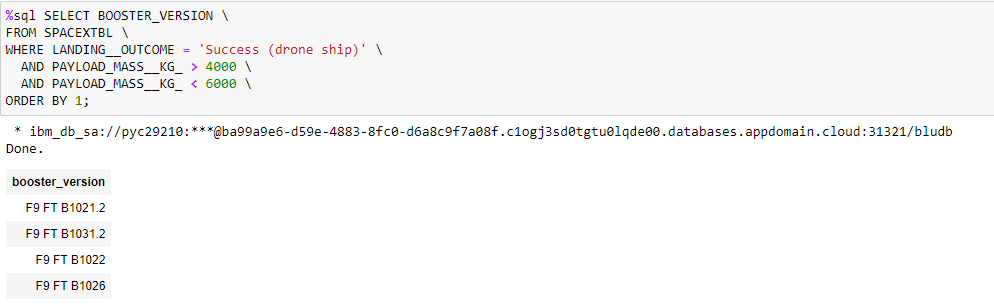 %sql SELECT BOOSTER_VERSION \
FROM SPACEXTBL \
WHERE LANDING__OUTCOME = 'Success (drone ship)' \
  AND PAYLOAD_MASS__KG_ > 4000 \
  AND PAYLOAD_MASS__KG_ < 6000 \
ORDER BY 1;
* ibm_db_sa://pyc29210:***@ba99a9e6-d59e-4883-8fc0-d6a8c9f7a08f.c1ogj3sd0tgtu0lqde00.databases.appdomain.cloud:31321/bludb
Done.
booster_version
F9 FT B1021.2
F9 FT B1031.2
F9 FT B1022
F9 FT B1026